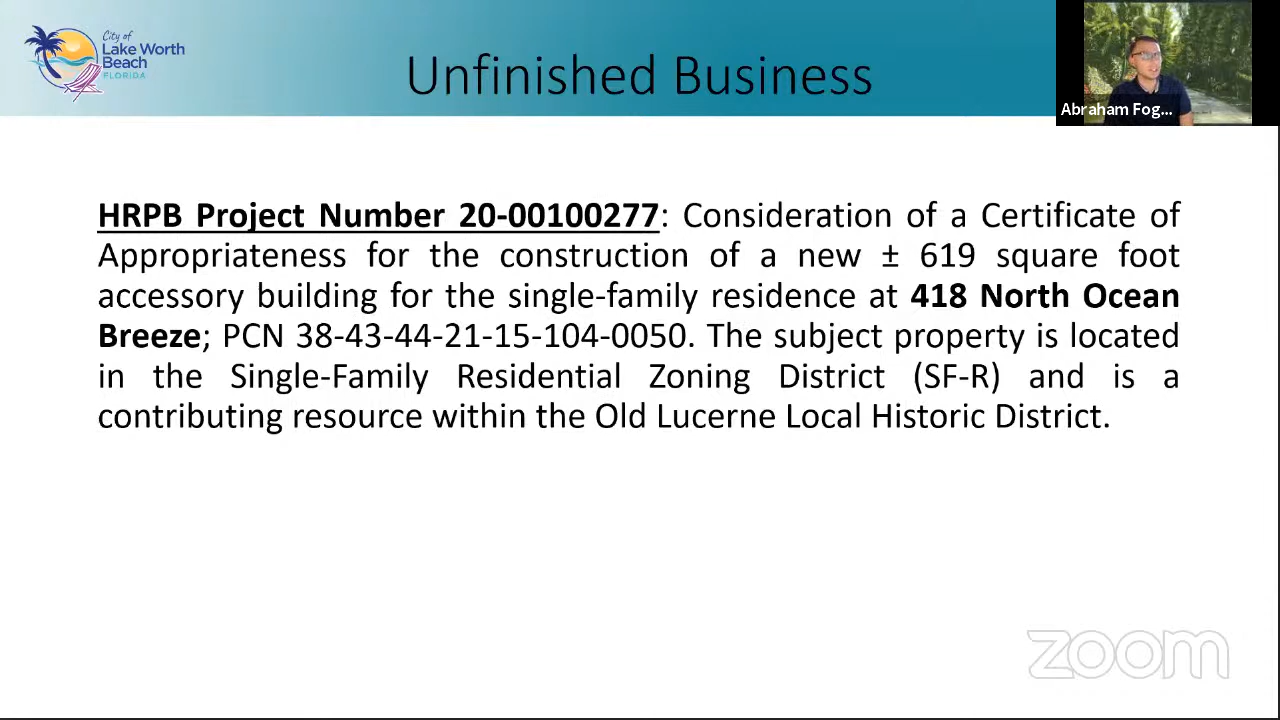 City of
Lake Worth
Beach
FLORIDA
Unfinished Business
Abraham Fog...
HRPB Project Number 20-00100277: Consideration of a Certificate of
Appropriateness for the construction of a new ± 619 square foot
accessory building for the single-family residence at 418 North Ocean
Breeze; PCN 38-43-44-21-15-104-0050. The subject property is located
in the Single-Family Residential Zoning District (SF-R) and is a
contributing resource within the Old Lucerne Local Historic District.
zoom